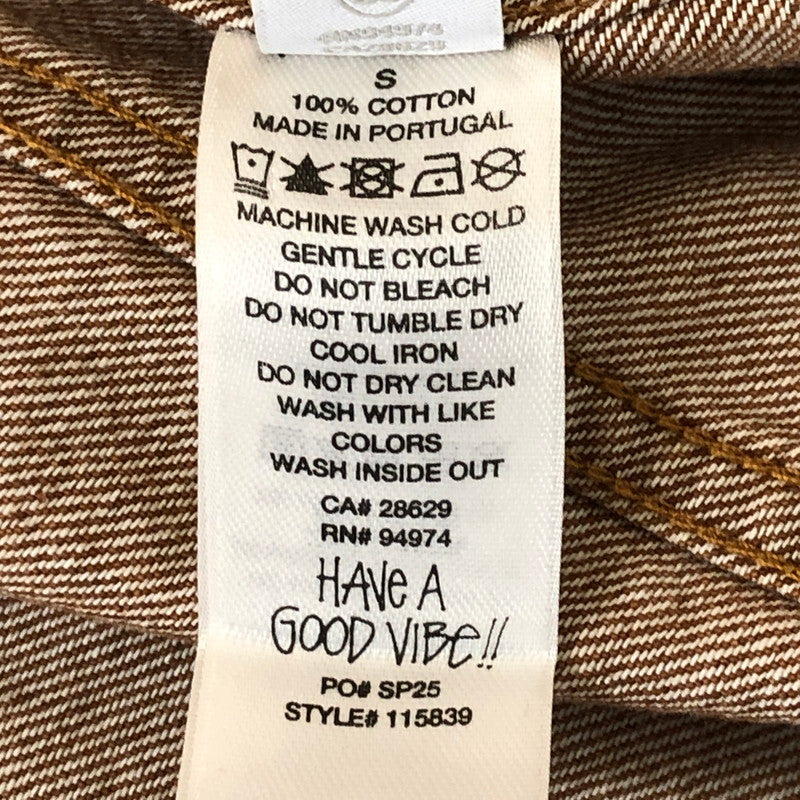 S
100% COTTON
MADE IN PORTUGAL
MACHINE WASH COLD
GENTLE CYCLE
DO NOT BLEACH
DO NOT TUMBLE DRY
COOL IRON
DO NOT DRY CLEAN
WASH WITH LIKE
COLORS
WASH INSIDE OUT
CA# 28629
RN# 94974
HAVE A
GOOD VIBE!!
PO# SP25
STYLE# 115839